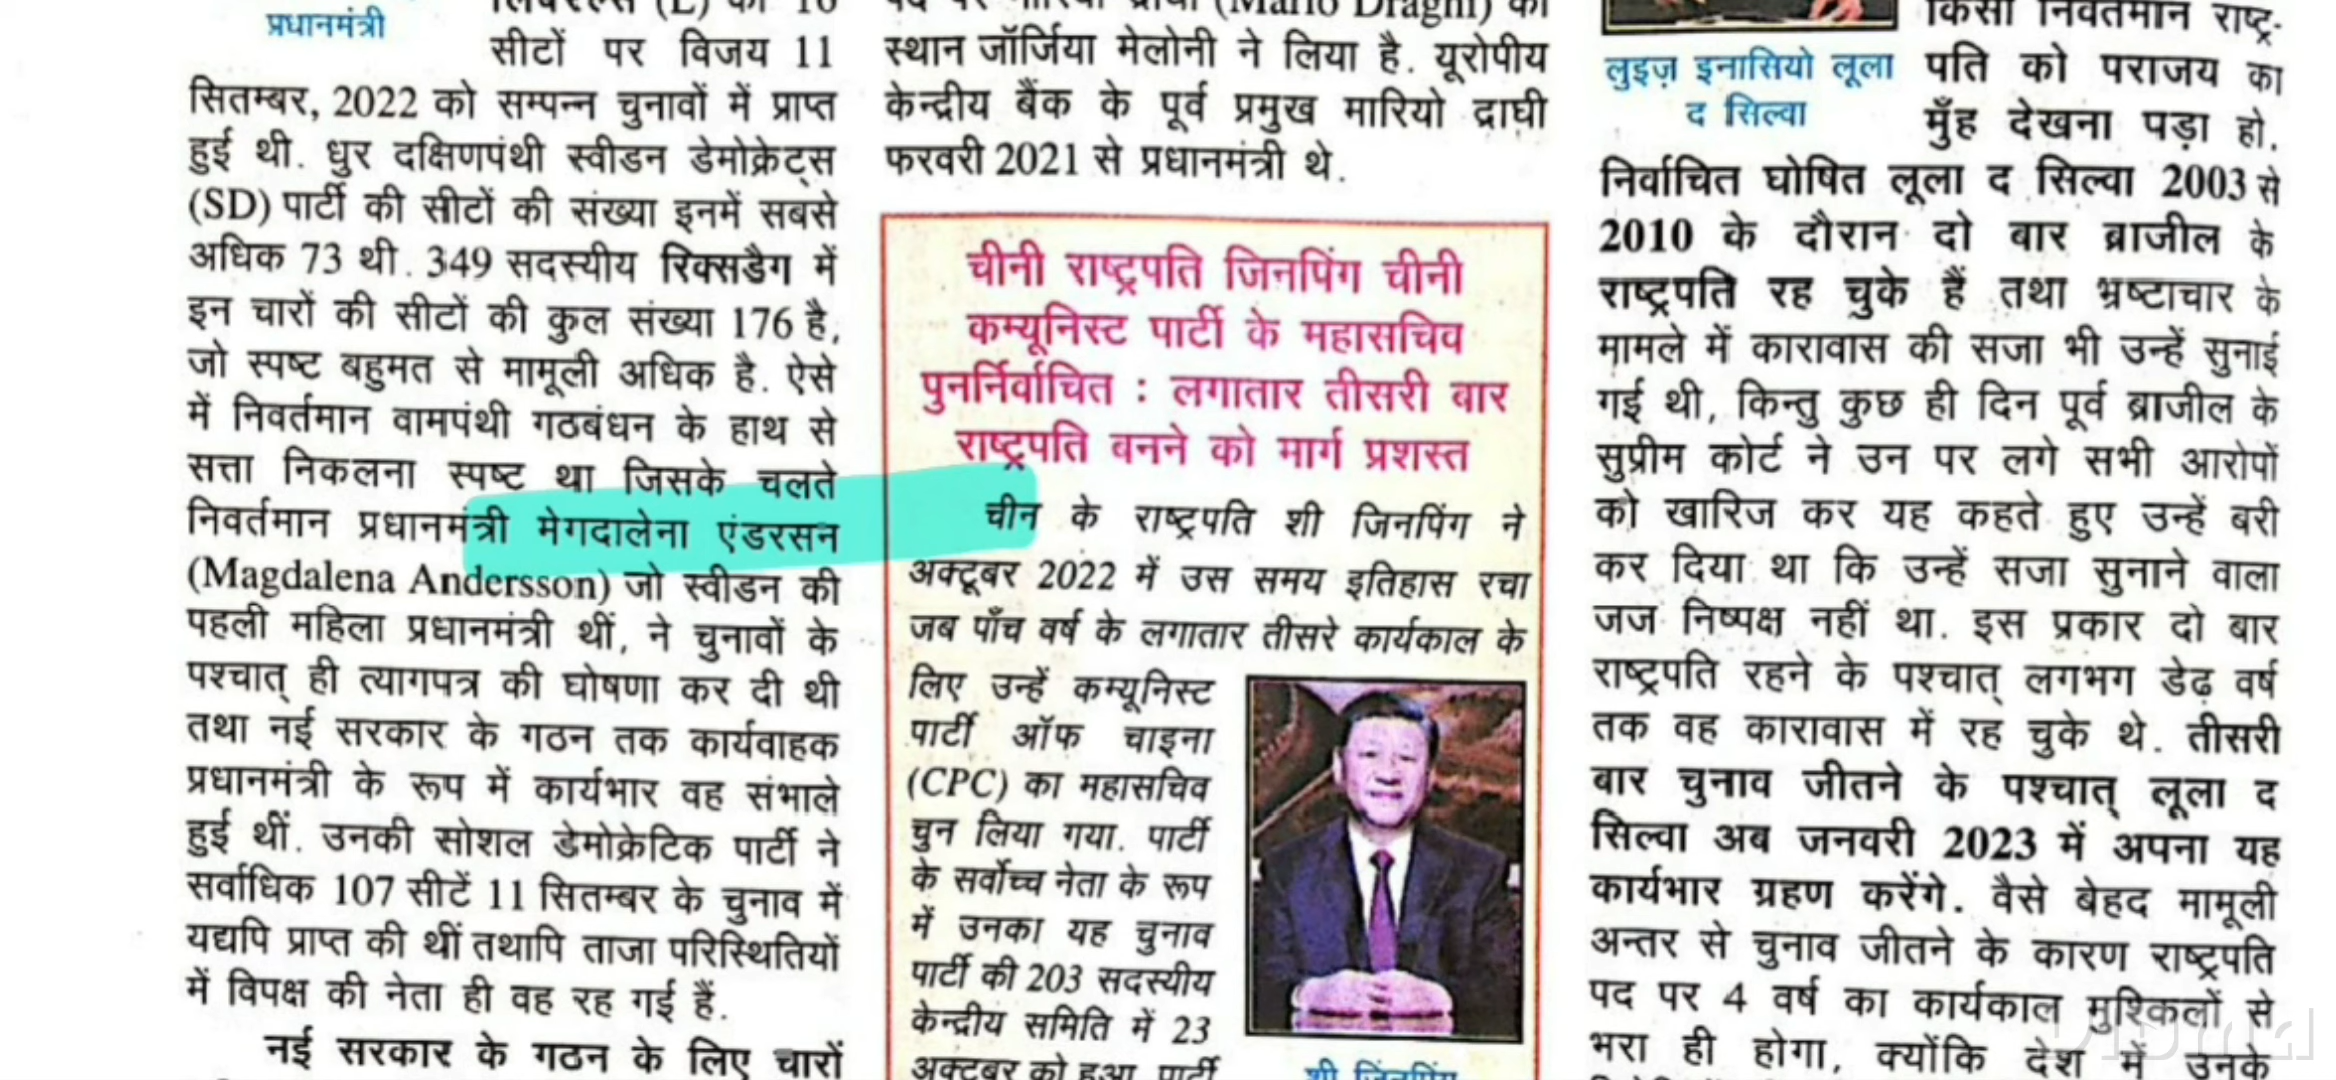 प्रधानमंत्री
सीटों पर विजय 11
सितम्बर, 2022 को सम्पन्न चुनावों में प्राप्त
हुई थी. धुर दक्षिणपंथी स्वीडन डेमोक्रेट्स
(SD) पार्टी की सीटों की संख्या इनमें सबसे
अधिक 73 थी. 349 सदस्यीय रिक्सडैग में
इन चारों की सीटों की कुल संख्या 176 है,
जो स्पष्ट बहुमत से मामूली अधिक है. ऐसे
में निवर्तमान वामपंथी गठबंधन के हाथ से
सत्ता निकलना स्पष्ट था जिसके चलते
निवर्तमान प्रधानमंत्री मेगदालेना एंडरसन
(Magdalena Andersson) जो स्वीडन की
पहली महिला प्रधानमंत्री थीं, ने चुनावों के
पश्चात् ही त्यागपत्र की घोषणा कर दी थी
तथा नई सरकार के गठन तक कार्यवाहक
प्रधानमंत्री के रूप में कार्यभार वह संभाले
हुई थीं. उनकी सोशल डेमोक्रेटिक पार्टी ने
सर्वाधिक 107 सीटें 11 सितम्बर के चुनाव में
यद्यपि प्राप्त की थीं तथापि ताजा परिस्थितियों
में विपक्ष की नेता ही वह रह गई हैं.
नई सरकार के गठन के लिए चारों
(Mario Draghi) का
स्थान जॉर्जिया मेलोनी ने लिया है. यूरोपीय
केन्द्रीय बैंक के पूर्व प्रमुख मारियो द्राघी
फरवरी 2021 से प्रधानमंत्री थे.
चीनी राष्ट्रपति जिनपिंग चीनी
कम्यूनिस्ट पार्टी के महासचिव
पुनर्निर्वाचित : लगातार तीसरी बार
राष्ट्रपति बनने को मार्ग प्रशस्त
चीन के राष्ट्रपति शी जिनपिंग ने
अक्टूबर 2022 में उस समय इतिहास रचा
जब पाँच वर्ष के लगातार तीसरे कार्यकाल के
लिए उन्हें कम्यूनिस्ट
पार्टी ऑफ चाइना
(CPC) का महासचिव
चुन लिया गया. पार्टी
के सर्वोच्च नेता के रूप
में उनका यह चुनाव
पार्टी की 203 सदस्यीय
केन्द्रीय समिति में 23
अक्टूबर को हुआ. पार्टी
शी जिंनपिंग
किसी निवर्तमान राष्ट्र-
लुइज़ इनासियो लूला
द सिल्वा
पति को पराजय का
मुँह देखना पड़ा हो.
निर्वाचित घोषित लूला द सिल्वा 2003 से
2010 के दौरान दो बार ब्राजील के
राष्ट्रपति रह चुके हैं तथा भ्रष्टाचार के
मामले में कारावास की सजा भी उन्हें सुनाई
गई थी, किन्तु कुछ ही दिन पूर्व ब्राजील के
सुप्रीम कोर्ट ने उन पर लगे सभी आरोपों
को खारिज कर यह कहते हुए उन्हें बरी
कर दिया था कि उन्हें सजा सुनाने वाला
जज निष्पक्ष नहीं था. इस प्रकार दो बार
राष्ट्रपति रहने के पश्चात् लगभग डेढ़ वर्ष
तक वह कारावास में रह चुके थे. तीसरी
बार चुनाव जीतने के पश्चात् लूला द
सिल्वा अब जनवरी 2023 में अपना यह
कार्यभार ग्रहण करेंगे. वैसे बेहद मामूली
अन्तर से चुनाव जीतने के कारण राष्ट्रपति
पद पर 4 वर्ष का कार्यकाल मुश्किलों से
भरा ही होगा, क्योंकि देश में उनके